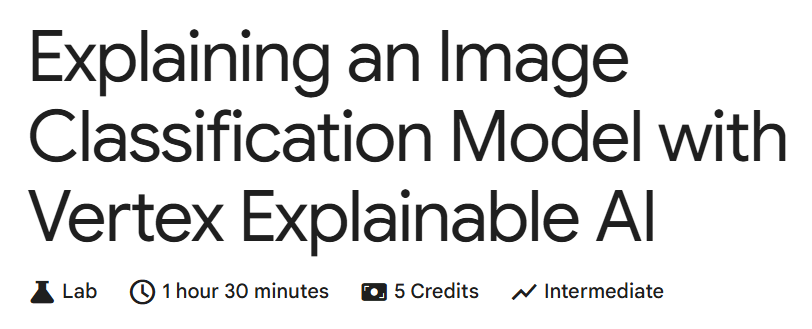 Explaining an Image
Classification Model with
Vertex Explainable AI
Lab 1 hour 30 minutes 5 Credits Intermediate